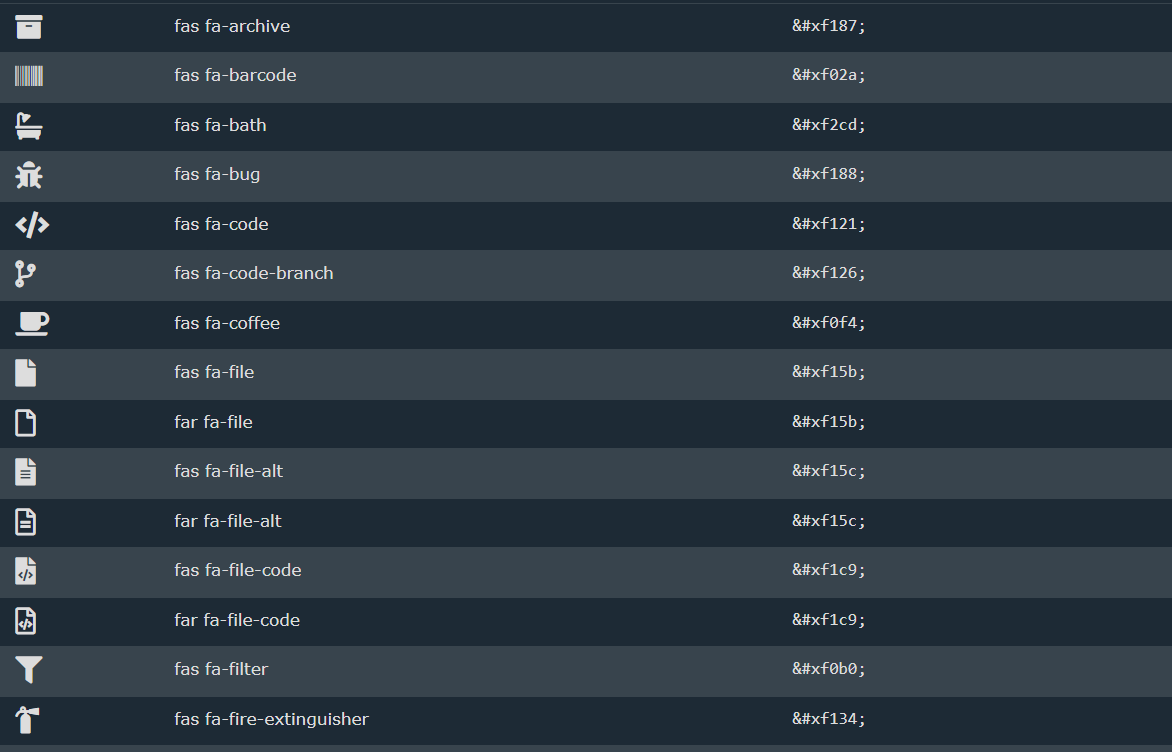 fas fa-archive &#xf187;
fas fa-barcode &#xf02a;
fas fa-bath &#xf2cd;
fas fa-bug &#xf188;
fas fa-code &#xf121;
fas fa-code-branch &#xf126;
fas fa-coffee &#xf0f4;
fas fa-file &#xf15b;
far fa-file &#xf15b;
fas fa-file-alt &#xf15c;
far fa-file-alt &#xf15c;
fas fa-file-code &#xf1c9;
far fa-file-code &#xf1c9;
fas fa-filter &#xf0b0;
fas fa-fire-extinguisher &#xf134;